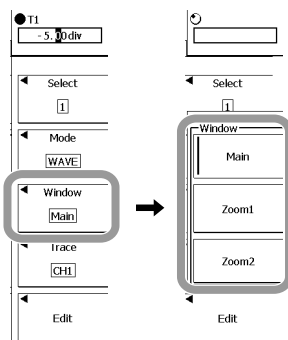 T1
-5.00div
Select
1
Mode
WAVE
Window
Main
Trace
CH1
Edit
Select
1
Window
Main
Zoom1
Zoom2
Edit